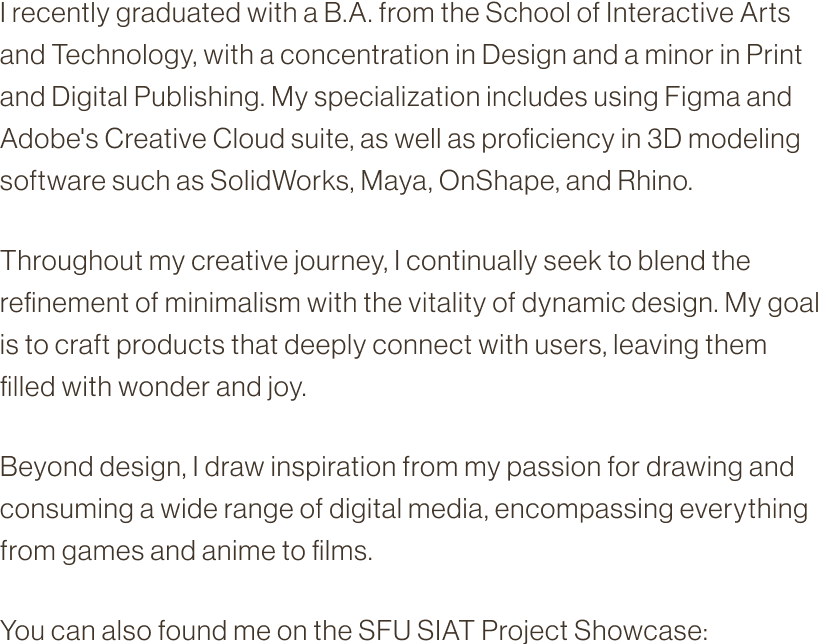 I recently graduated with a B.A. from the School of Interactive Arts
and Technology, with a concentration in Design and a minor in Print
and Digital Publishing. My specialization includes using Figma and
Adobe's Creative Cloud suite, as well as proficiency in 3D modeling
software such as SolidWorks, Maya, OnShape, and Rhino.
Throughout my creative journey, I continually seek to blend the
refinement of minimalism with the vitality of dynamic design. My goal
is to craft products that deeply connect with users, leaving them
filled with wonder and joy.
Beyond design, I draw inspiration from my passion for drawing and
consuming a wide range of digital media, encompassing everything
from games and anime to films.
You can also found me on the SFU SIAT Project Showcase: